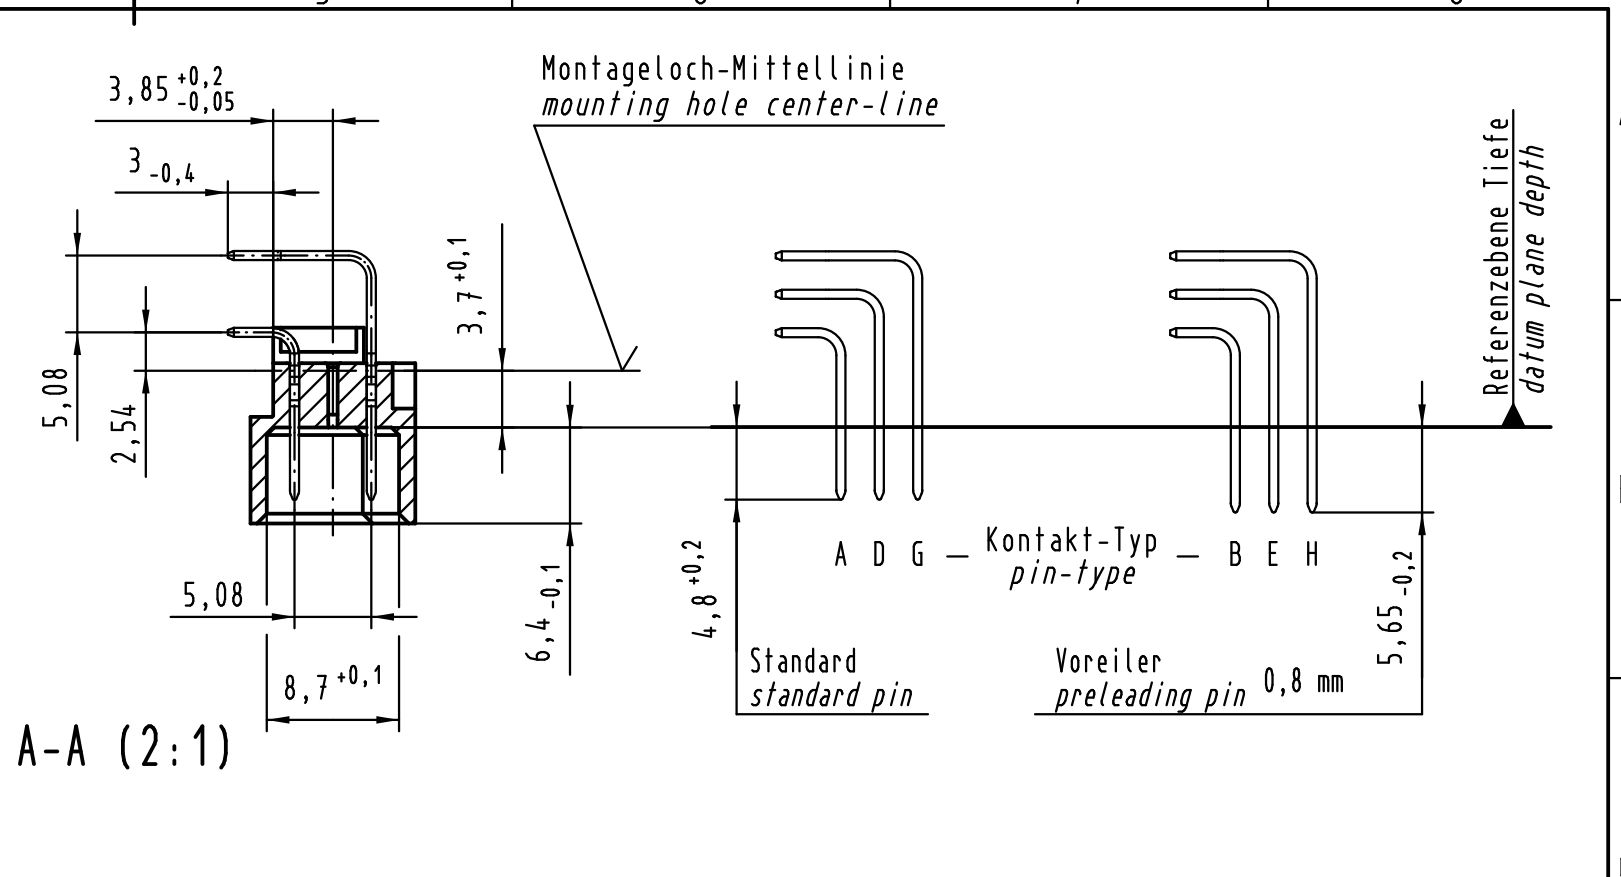 3,85 +0,2 -0,05
3 -0,4
Montageloch-Mittellinie
mounting hole center-line
Referenzebene Tiefe
datum plane depth
3,7 +0,1
5,08
2,54
5,08
8,7 +0,1
6,4 -0,1
4,8 +0,2
A D G – Kontakt-Typ – B E H
pin-type
5,65 -0,2
Standard
standard pin
Voreiler
preleading pin 0,8 mm
A-A (2:1)